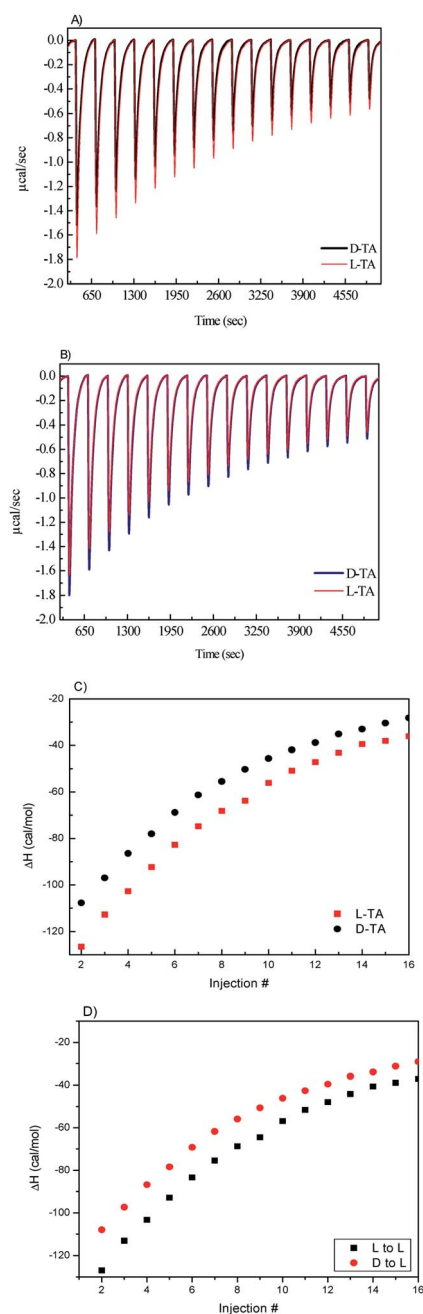 A)
0.0
-0.2
-0.4
-0.6
-0.8
-1.0
-1.2
-1.4
-1.6
-1.8
-2.0
μcal/sec
D-TA
L-TA
650 1300 1950 2600 3250 3900 4550
Time (sec)
B)
0.0
-0.2
-0.4
-0.6
-0.8
-1.0
-1.2
-1.4
-1.6
-1.8
-2.0
μcal/sec
D-TA
L-TA
650 1300 1950 2600 3250 3900 4550
Time (sec)
C)
-20
-40
-60
-80
-100
-120
ΔH (cal/mol)
L-TA
D-TA
2 4 6 8 10 12 14 16
Injection #
D)
-20
-40
-60
-80
-100
-120
ΔH (cal/mol)
L to L
D to L
2 4 6 8 10 12 14 16
Injection #